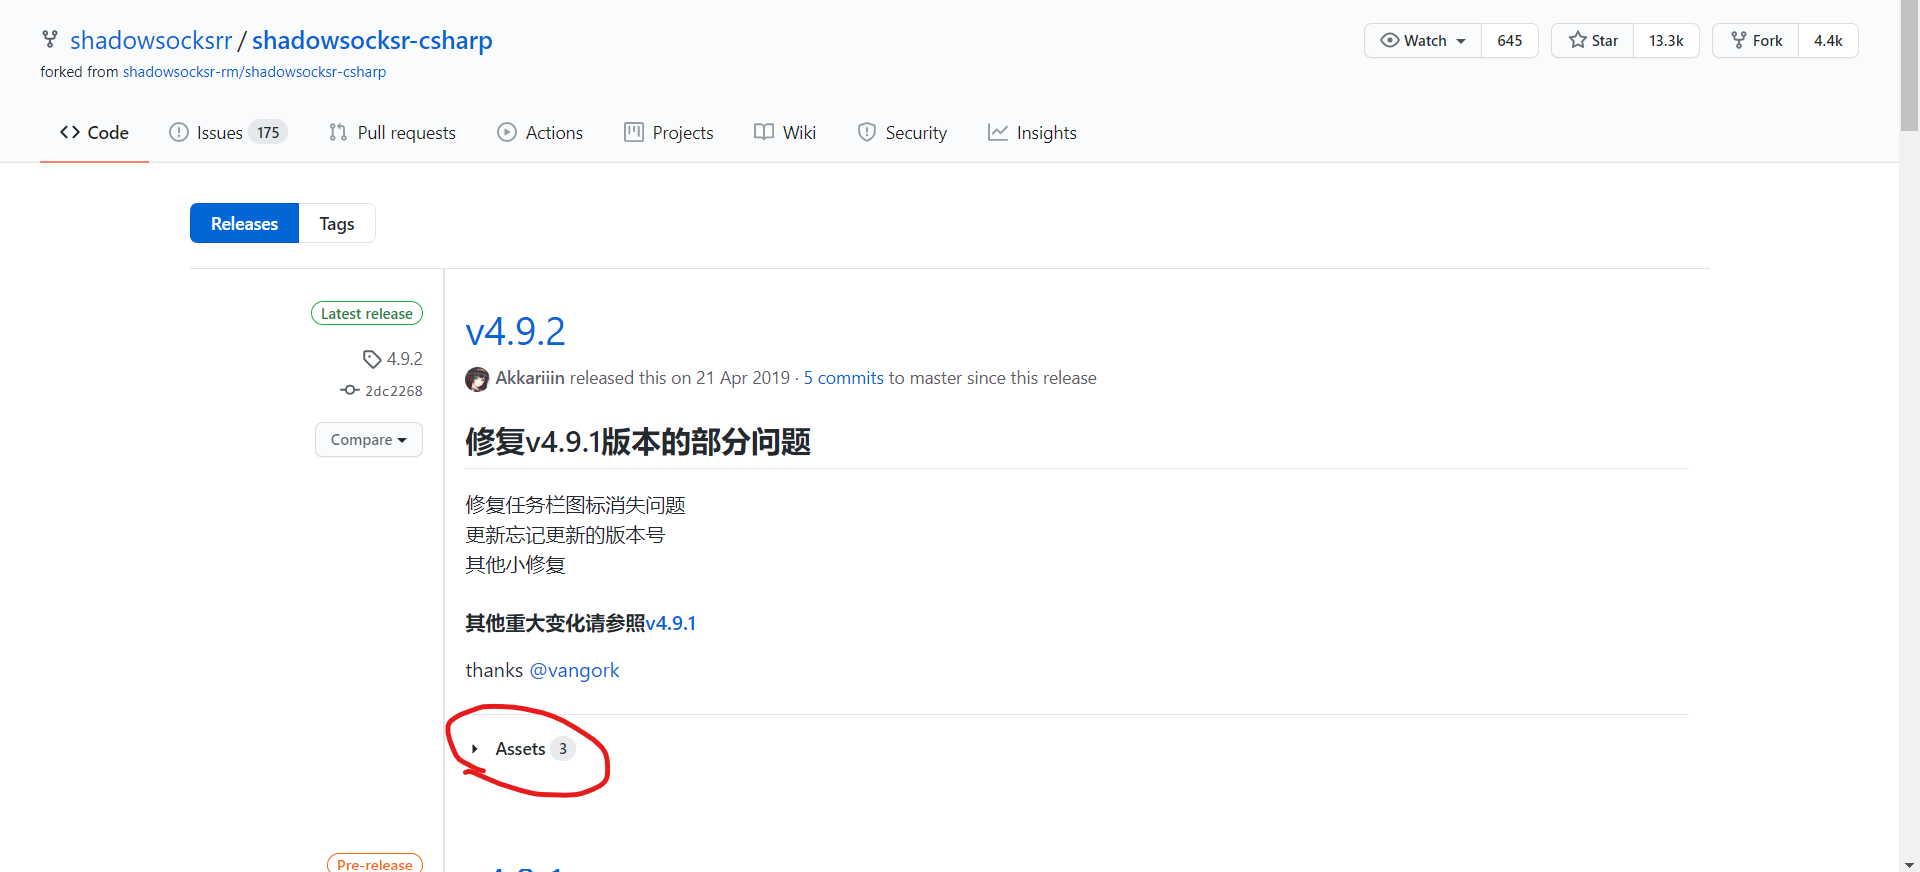 shadowsocksrr / shadowsocksr-csharp
Watch 645 Star 13.3k Fork 4.4k
forked from shadowsocksr-rm/shadowsocksr-csharp
Code Issues 175 Pull requests Actions Projects Wiki Security Insights
Releases Tags
Latest release
4.9.2
2dc2268
Compare
v4.9.2
Akkariiin released this on 21 Apr 2019 · 5 commits to master since this release
修复v4.9.1版本的部分问题
修复任务栏图标消失问题
更新忘记更新的版本号
其他小修复
其他重大变化请参照v4.9.1
thanks @vangork
Assets 3
Pre-release